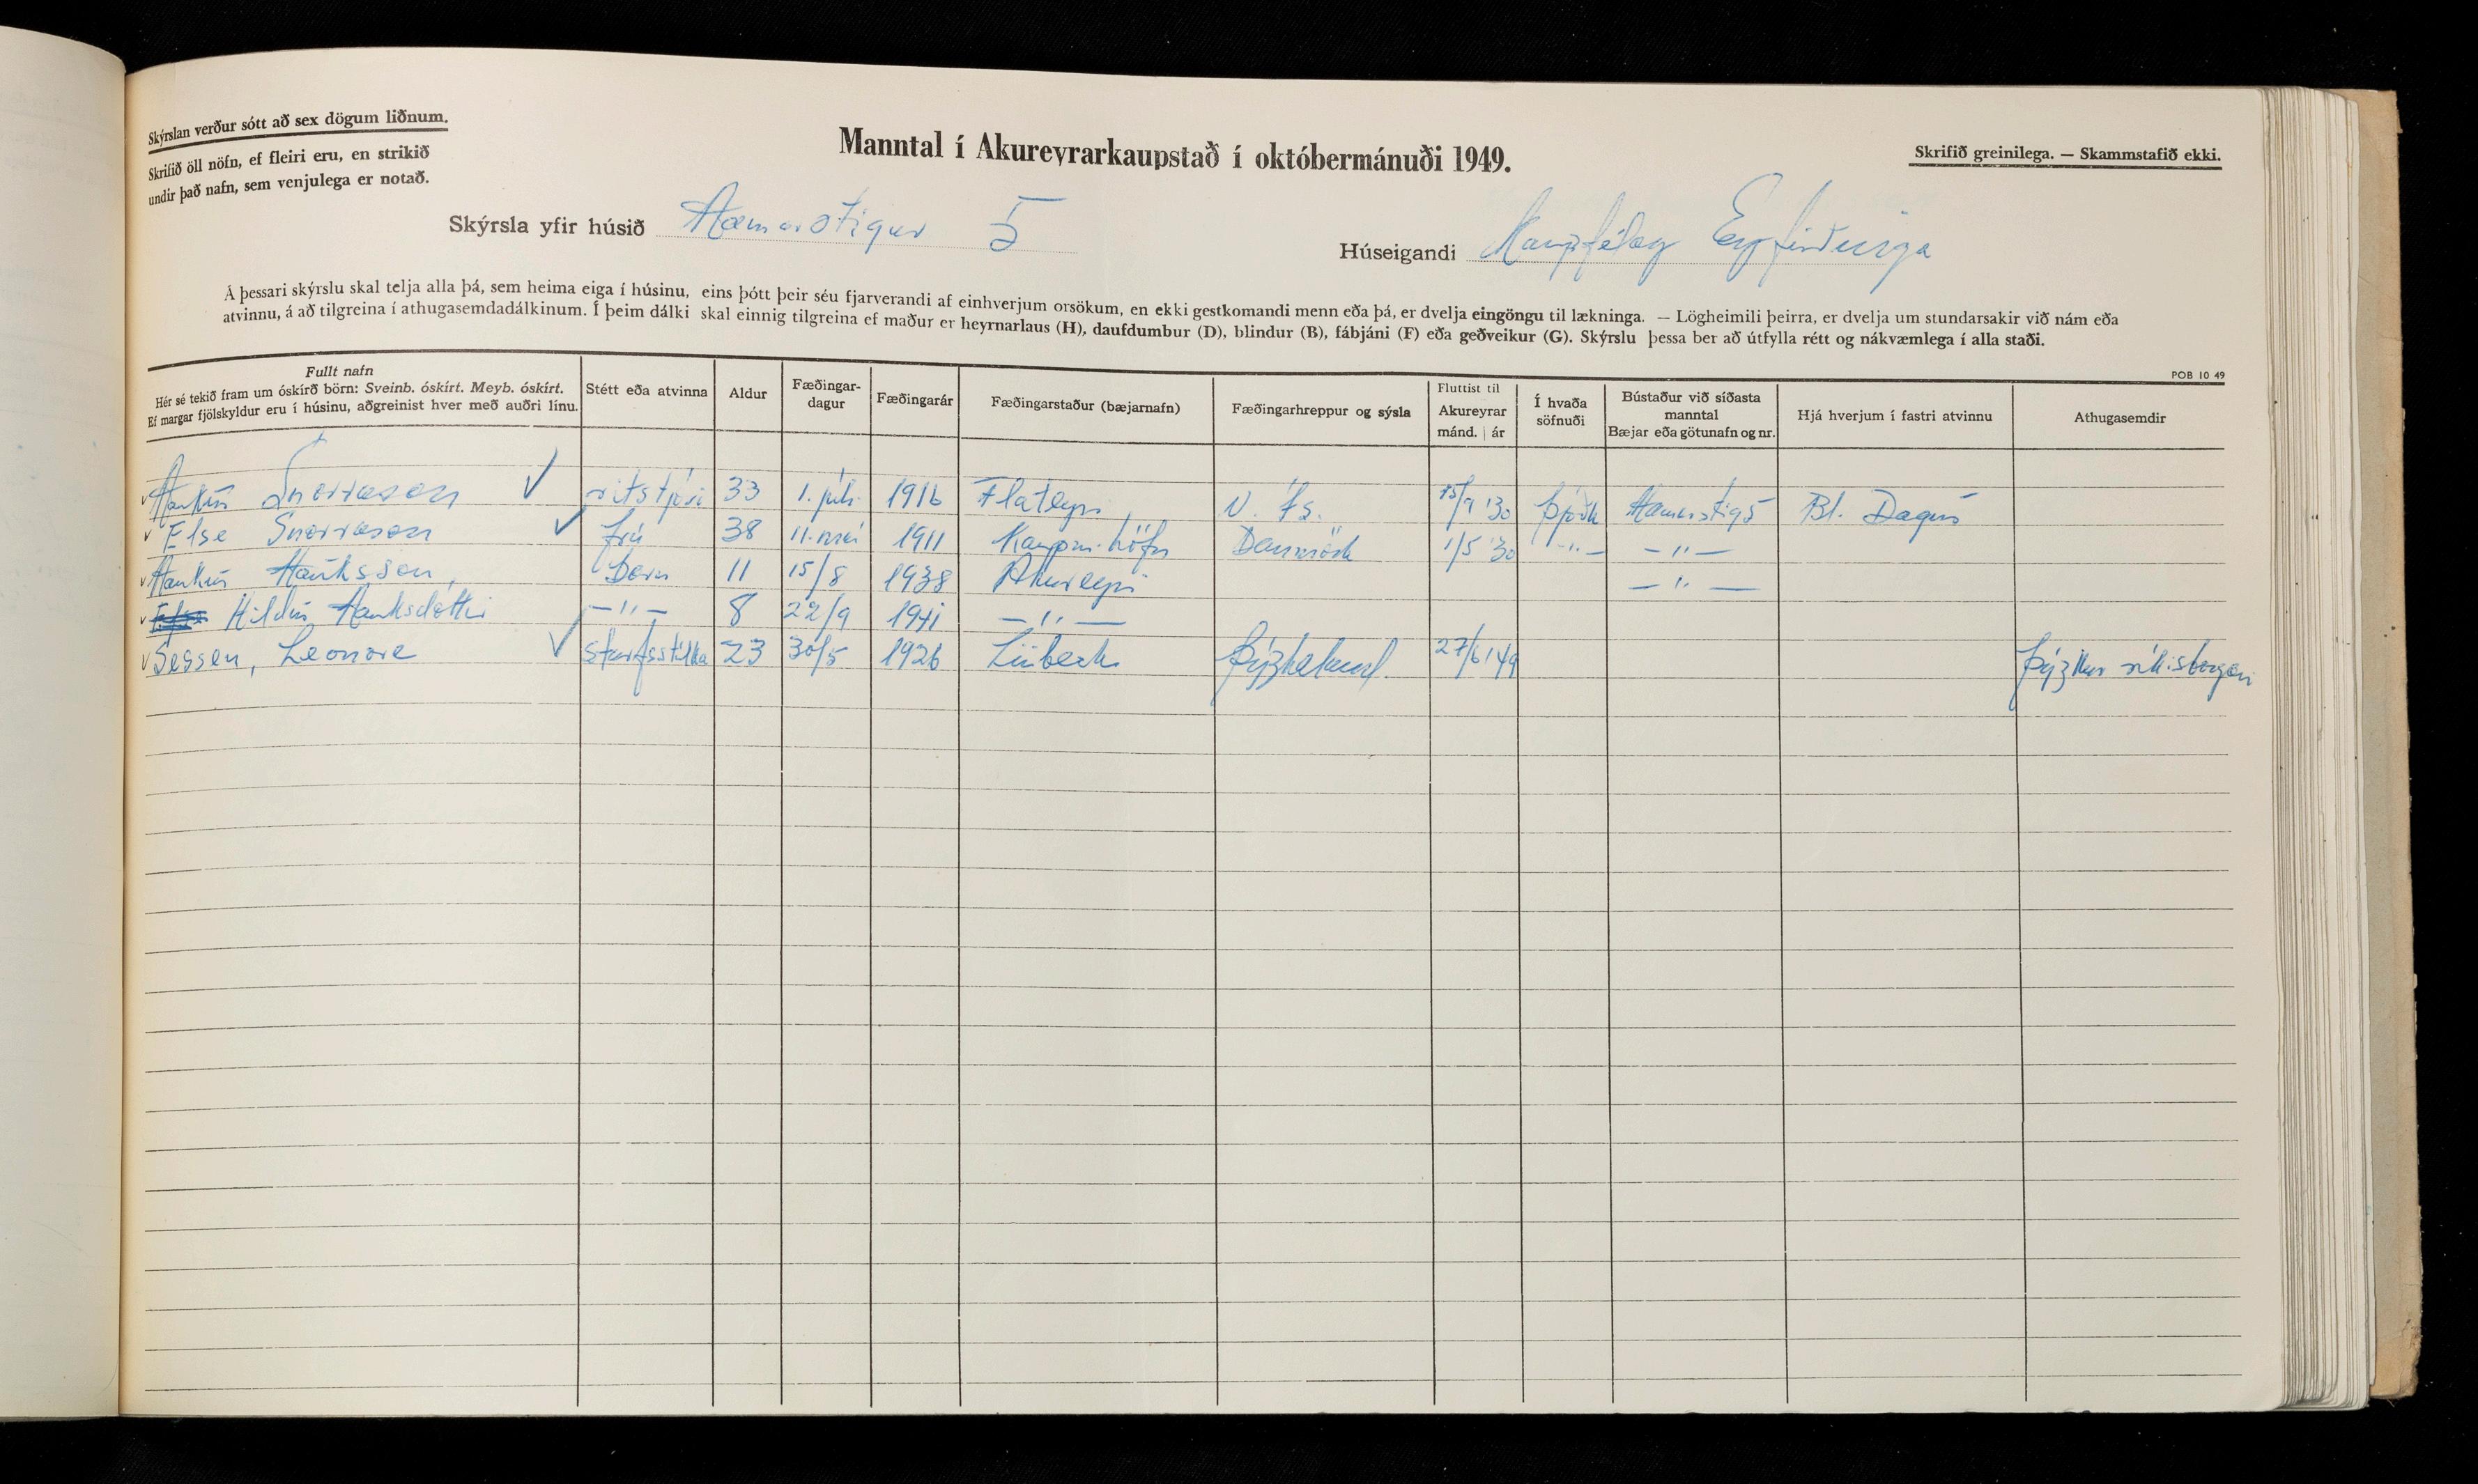 Skýrslan verður sótt að sex dögum liðnum.
Skrifið öll nöfn, ef fleiri eru, en strikið
undir það nafn, sem venjulega er notað.
Manntal í Akureyrarkaupstað í októbermánuði 1949.
Skrifið greinilega. — Skammstafið ekki.
Skýrsla yfir húsið Hamarstigur 5
Húseigandi Kaupfélag Eyfirðinga
Á þessari skýrslu skal telja alla þá, sem heima eiga í húsinu, eins þótt þeir séu fjarverandi af einhverjum orsökum, en ekki gestkomandi menn eða þá, er dvelja eingöngu til lækninga. — Lögheimili þeirra, er dvelja um stundarsakir við nám eða
atvinnu, á að tilgreina í athugasemdadálkinum. Í þeim dálki skal einnig tilgreina ef maður er heyrnarlaus (H), daufdumbur (D), blindur (B), fábjáni (F) eða geðveikur (G). Skýrslu þessa ber að útfylla rétt og nákvæmlega í alla staði.
POB 10 49
Fullt nafn
Hér sé tekið fram um óskírð börn: Sveinb. óskírt. Meyb. óskírt.
Ef margar fjölskyldur eru í húsinu, aðgreinist hver með auðri línu.
Stétt eða atvinna
Aldur
Fæðingar-
dagur
Fæðingarár
Fæðingarstaður (bæjarnafn)
Fæðingarhreppur og sýsla
Fluttist til
Akureyrar
mánd. | ár
Í hvaða
söfnuði
Bústaður við síðasta
manntal
Bæjar eða götunafn og nr.
Hjá hverjum í fastri atvinnu
Athugasemdir
Haukur Snorrason ritstjóri 33 1. júlí 1916 Flateyri N. Ís. 15/9 '30 Þjóðk Hamarstig 5 Bl. Dagur
Else Snorrason frú 38 11. maí 1911 Kaupm.höfn Danmörk 1/5 '30 -"- -"-
Haukur Hauksson barn 11 15/8 1938 Akureyri -"-
Hildur Hauksdóttir -"- 8 22/9 1941 -"-
Sessen, Leonore starfsstúlka 23 30/5 1926 Lübeck Þýzkaland 27/6 '49 Þýzkur ríkisborgari